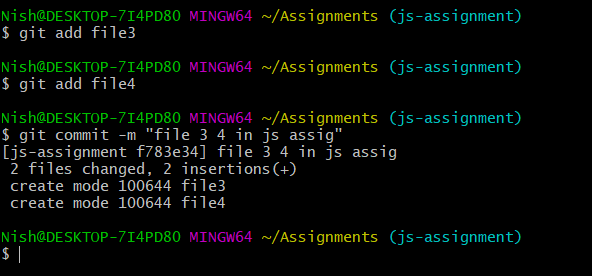 Nish@DESKTOP-7I4PD80 MINGW64 ~/Assignments (js-assignment)
$ git add file3
Nish@DESKTOP-7I4PD80 MINGW64 ~/Assignments (js-assignment)
$ git add file4
Nish@DESKTOP-7I4PD80 MINGW64 ~/Assignments (js-assignment)
$ git commit -m "file 3 4 in js assig"
[js-assignment f783e34] file 3 4 in js assig
 2 files changed, 2 insertions(+)
 create mode 100644 file3
 create mode 100644 file4
Nish@DESKTOP-7I4PD80 MINGW64 ~/Assignments (js-assignment)
$